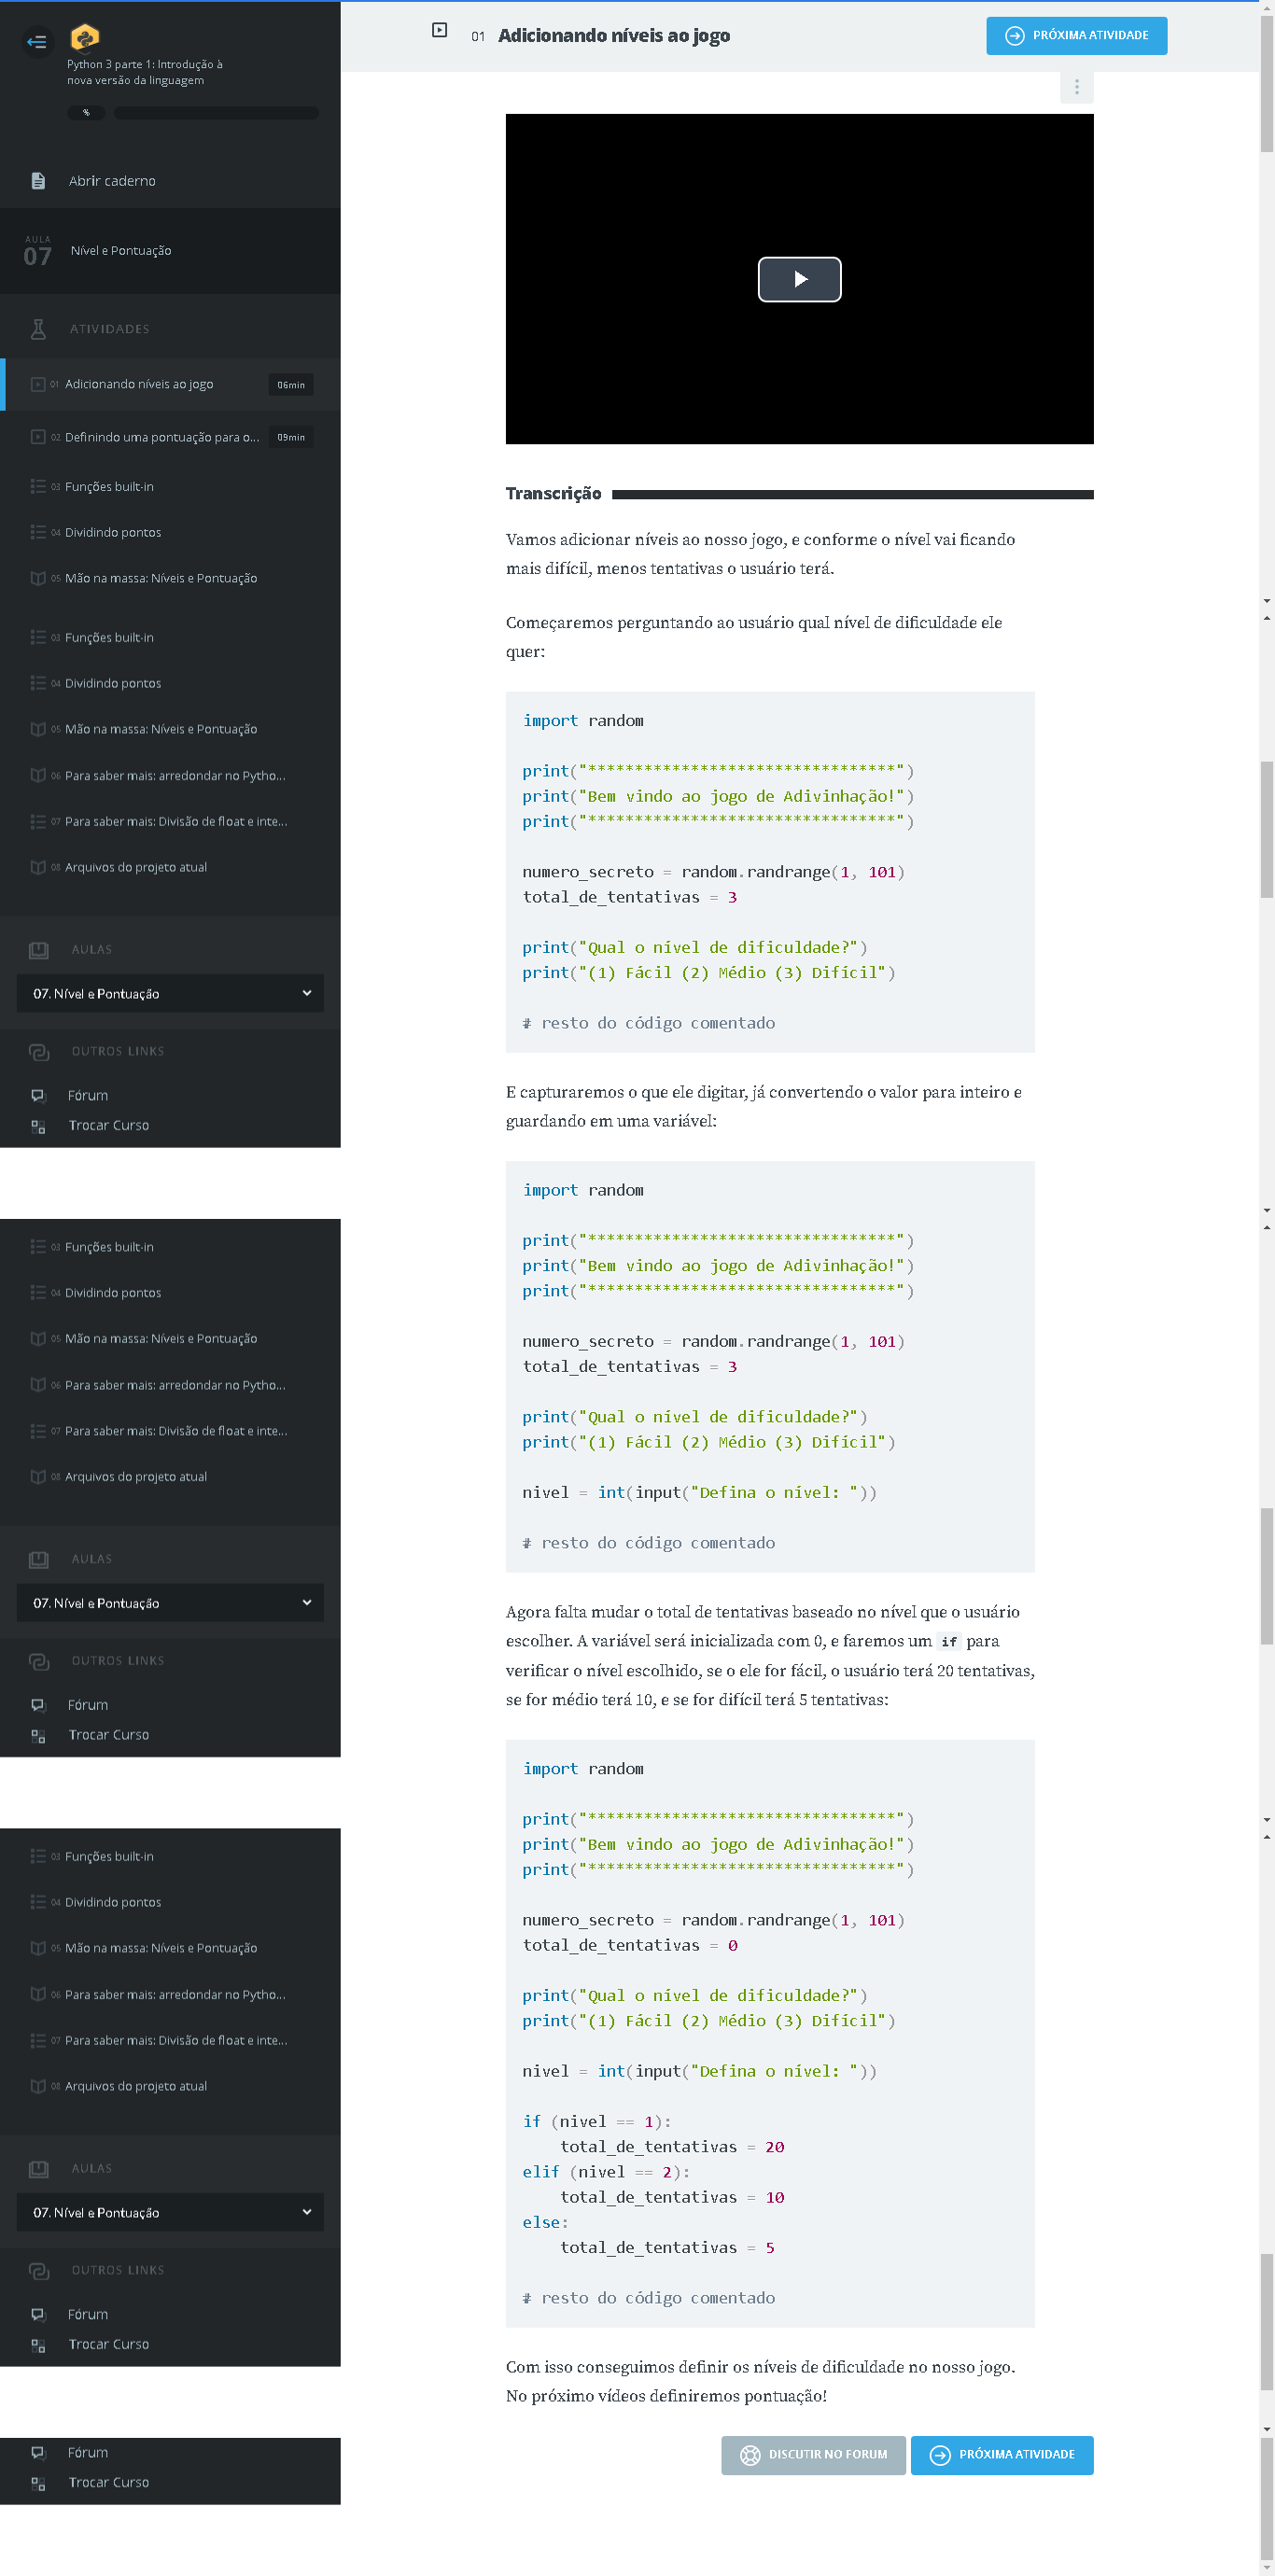 Python 3 parte 1: Introdução à
nova versão da linguagem
%
Abrir caderno
AULA
07
Nível e Pontuação
ATIVIDADES
01 Adicionando níveis ao jogo 06min
02 Definindo uma pontuação para o... 09min
03 Funções built-in
04 Dividindo pontos
05 Mão na massa: Níveis e Pontuação
03 Funções built-in
04 Dividindo pontos
05 Mão na massa: Níveis e Pontuação
06 Para saber mais: arredondar no Pytho...
07 Para saber mais: Divisão de float e inte...
08 Arquivos do projeto atual
AULAS
07. Nível e Pontuação
OUTROS LINKS
Fórum
Trocar Curso
03 Funções built-in
04 Dividindo pontos
05 Mão na massa: Níveis e Pontuação
06 Para saber mais: arredondar no Pytho...
07 Para saber mais: Divisão de float e inte...
08 Arquivos do projeto atual
AULAS
07. Nível e Pontuação
OUTROS LINKS
Fórum
Trocar Curso
03 Funções built-in
04 Dividindo pontos
05 Mão na massa: Níveis e Pontuação
06 Para saber mais: arredondar no Pytho...
07 Para saber mais: Divisão de float e inte...
08 Arquivos do projeto atual
AULAS
07. Nível e Pontuação
OUTROS LINKS
Fórum
Trocar Curso
Fórum
Trocar Curso
01 Adicionando níveis ao jogo
PRÓXIMA ATIVIDADE
Transcrição
Vamos adicionar níveis ao nosso jogo, e conforme o nível vai ficando
mais difícil, menos tentativas o usuário terá.
Começaremos perguntando ao usuário qual nível de dificuldade ele
quer:
import random
print("*********************************")
print("Bem vindo ao jogo de Adivinhação!")
print("*********************************")
numero_secreto = random.randrange(1, 101)
total_de_tentativas = 3
print("Qual o nível de dificuldade?")
print("(1) Fácil (2) Médio (3) Difícil")
# resto do código comentado
E capturaremos o que ele digitar, já convertendo o valor para inteiro e
guardando em uma variável:
import random
print("*********************************")
print("Bem vindo ao jogo de Adivinhação!")
print("*********************************")
numero_secreto = random.randrange(1, 101)
total_de_tentativas = 3
print("Qual o nível de dificuldade?")
print("(1) Fácil (2) Médio (3) Difícil")
nivel = int(input("Defina o nível: "))
# resto do código comentado
Agora falta mudar o total de tentativas baseado no nível que o usuário
escolher. A variável será inicializada com 0, e faremos um if para
verificar o nível escolhido, se o ele for fácil, o usuário terá 20 tentativas,
se for médio terá 10, e se for difícil terá 5 tentativas:
import random
print("*********************************")
print("Bem vindo ao jogo de Adivinhação!")
print("*********************************")
numero_secreto = random.randrange(1, 101)
total_de_tentativas = 0
print("Qual o nível de dificuldade?")
print("(1) Fácil (2) Médio (3) Difícil")
nivel = int(input("Defina o nível: "))
if (nivel == 1):
    total_de_tentativas = 20
elif (nivel == 2):
    total_de_tentativas = 10
else:
    total_de_tentativas = 5
# resto do código comentado
Com isso conseguimos definir os níveis de dificuldade no nosso jogo.
No próximo vídeos definiremos pontuação!
DISCUTIR NO FORUM
PRÓXIMA ATIVIDADE